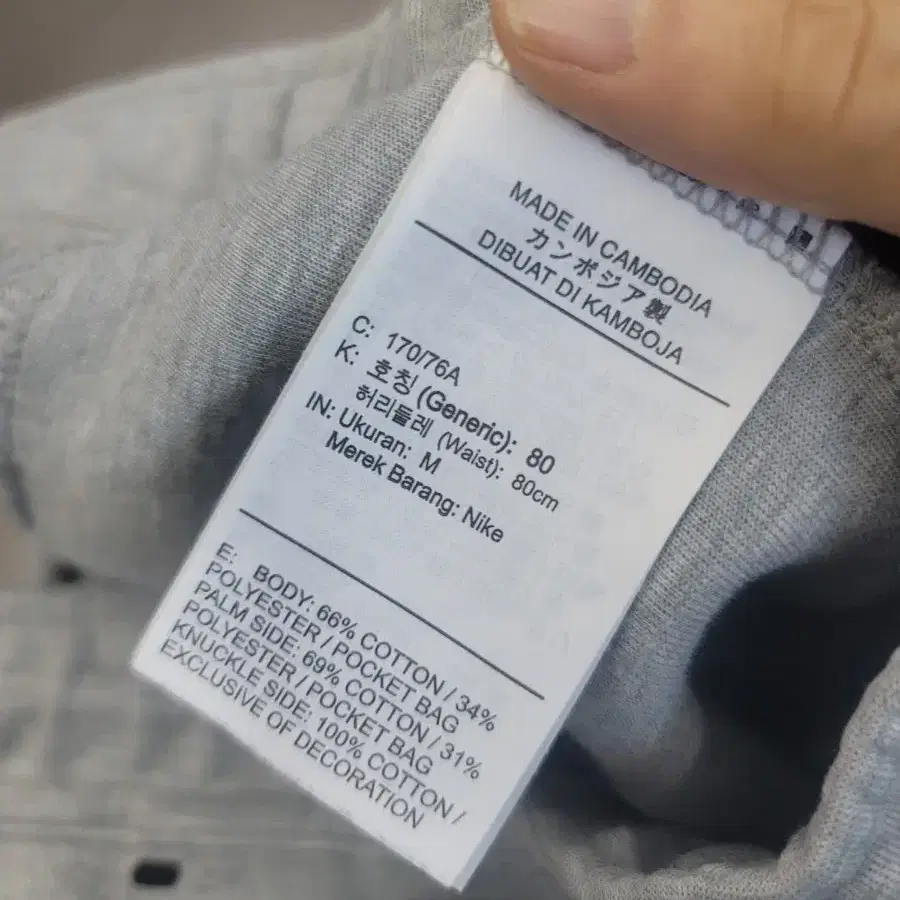 MADE IN CAMBODIA
カンボジア製
DIBUAT DI KAMBOJA
C: 170/76A
K: 호칭 (Generic): 80
허리둘레 (Waist): 80cm
IN: Ukuran: M
Merek Barang: Nike
E: BODY: 66% COTTON / 34%
POLYESTER / POCKET BAG
PALM SIDE: 69% COTTON / 31%
POLYESTER / POCKET BAG
KNUCKLE SIDE: 100% COTTON /
EXCLUSIVE OF DECORATION